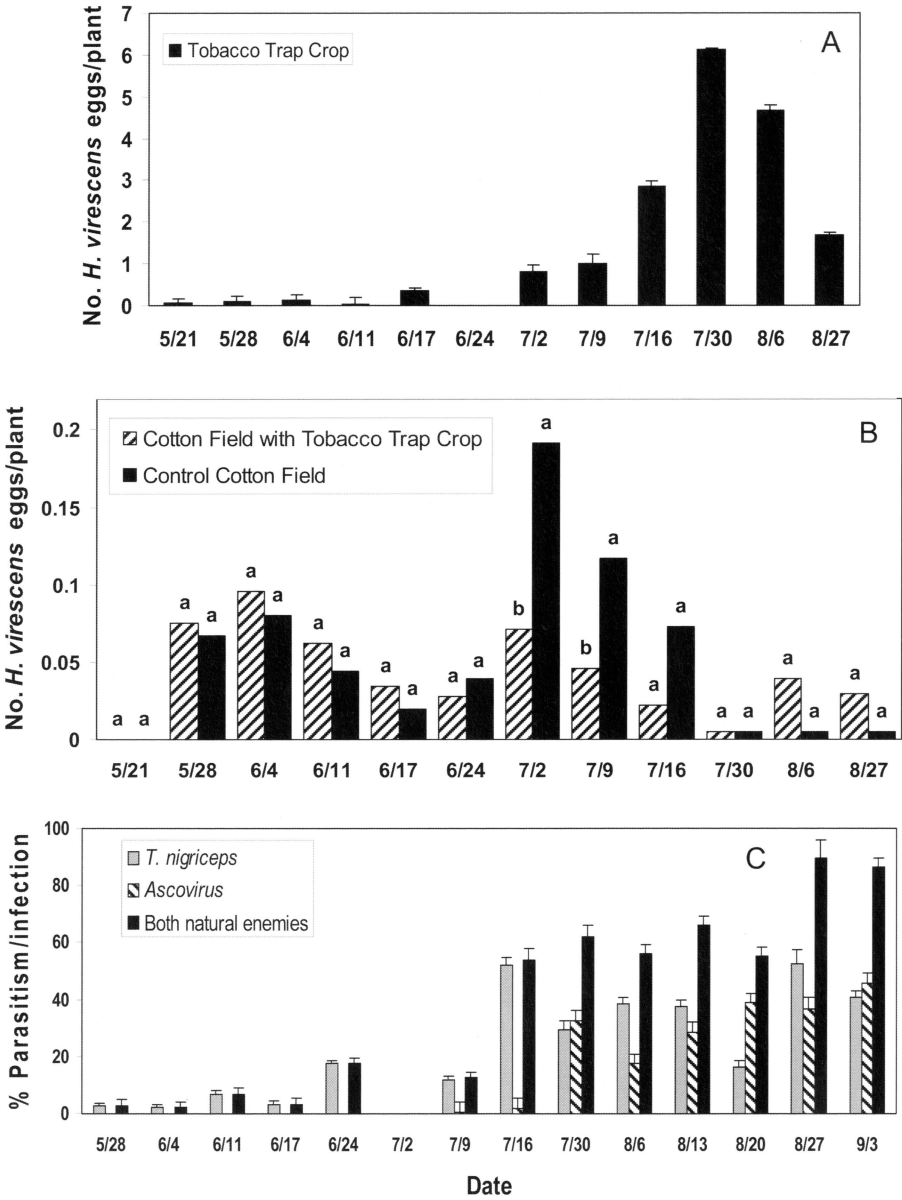 No. H. virescens eggs/plant
7
6
5
4
3
2
1
0
Tobacco Trap Crop
A
5/21 5/28 6/4 6/11 6/17 6/24 7/2 7/9 7/16 7/30 8/6 8/27
No. H. virescens eggs/plant
0.2
0.15
0.1
0.05
0
Cotton Field with Tobacco Trap Crop
Control Cotton Field
B
a a
a a
a a
a a
a a
a a
b a
b a
a a
a a
a a
a a
5/21 5/28 6/4 6/11 6/17 6/24 7/2 7/9 7/16 7/30 8/6 8/27
% Parasitism/infection
100
80
60
40
20
0
T. nigriceps
Ascovirus
Both natural enemies
C
5/28 6/4 6/11 6/17 6/24 7/2 7/9 7/16 7/30 8/6 8/13 8/20 8/27 9/3
Date